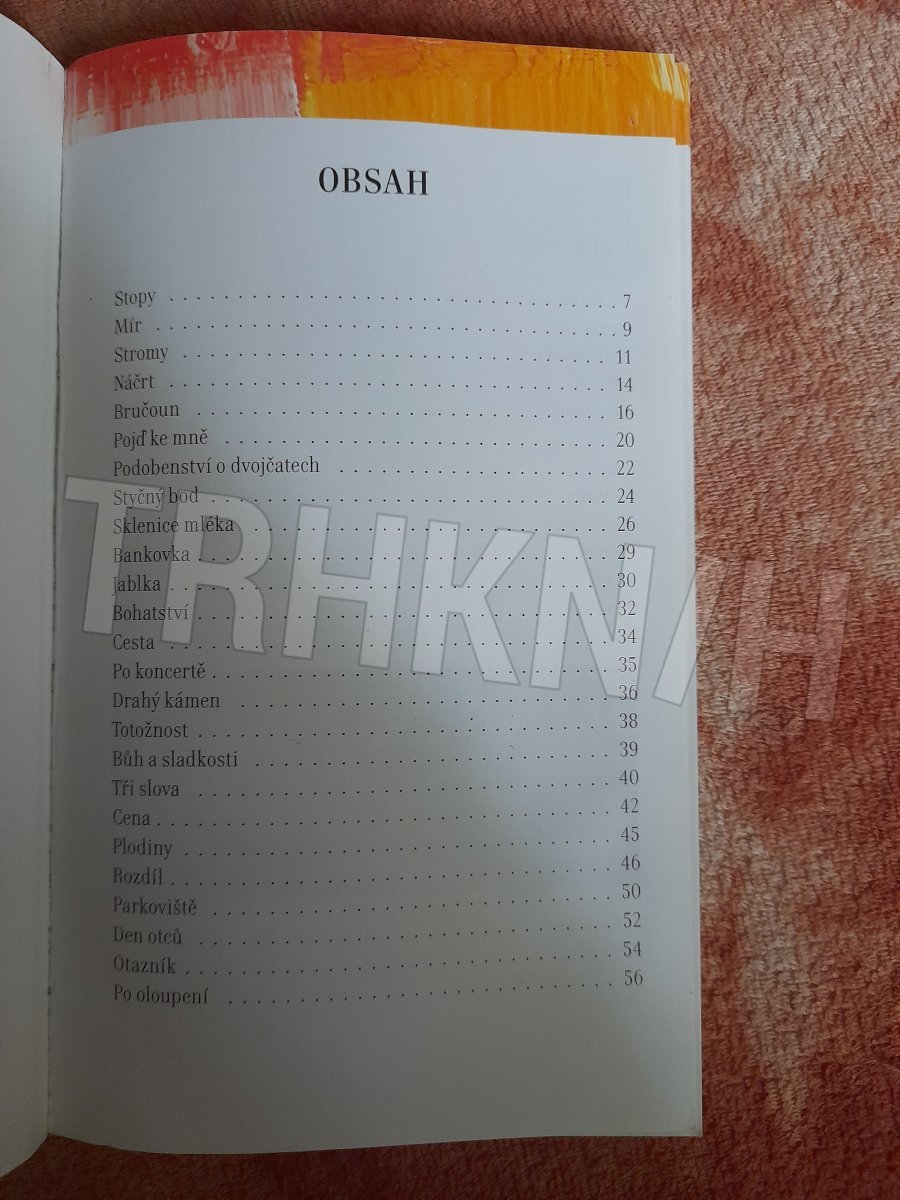 OBSAH
Stopy . . . . . . . . . . . . . . . . . . . . . . . . 7
Mír . . . . . . . . . . . . . . . . . . . . . . . . 9
Stromy . . . . . . . . . . . . . . . . . . . . . . . . 11
Náčrt . . . . . . . . . . . . . . . . . . . . . . . . 14
Bručoun . . . . . . . . . . . . . . . . . . . . . . . . 16
Pojď ke mně . . . . . . . . . . . . . . . . . . . . . . 20
Podobenství o dvojčatech . . . . . . . . . . . . . . . 22
Styčný bod . . . . . . . . . . . . . . . . . . . . . . 24
Sklenice mléka . . . . . . . . . . . . . . . . . . . . 26
Bankovka . . . . . . . . . . . . . . . . . . . . . . . 29
Jablka . . . . . . . . . . . . . . . . . . . . . . . . 30
Bohatství . . . . . . . . . . . . . . . . . . . . . . . 32
Cesta . . . . . . . . . . . . . . . . . . . . . . . . 34
Po koncertě . . . . . . . . . . . . . . . . . . . . . . 35
Drahý kámen . . . . . . . . . . . . . . . . . . . . . 36
Totožnost . . . . . . . . . . . . . . . . . . . . . . . 38
Bůh a sladkosti . . . . . . . . . . . . . . . . . . . . 39
Tři slova . . . . . . . . . . . . . . . . . . . . . . . 40
Cena . . . . . . . . . . . . . . . . . . . . . . . . . 42
Plodiny . . . . . . . . . . . . . . . . . . . . . . . . 45
Rozdíl . . . . . . . . . . . . . . . . . . . . . . . . 46
Parkoviště . . . . . . . . . . . . . . . . . . . . . . 50
Den otců . . . . . . . . . . . . . . . . . . . . . . . 52
Otazník . . . . . . . . . . . . . . . . . . . . . . . . 54
Po oloupení . . . . . . . . . . . . . . . . . . . . . . 56
TRHKNIH